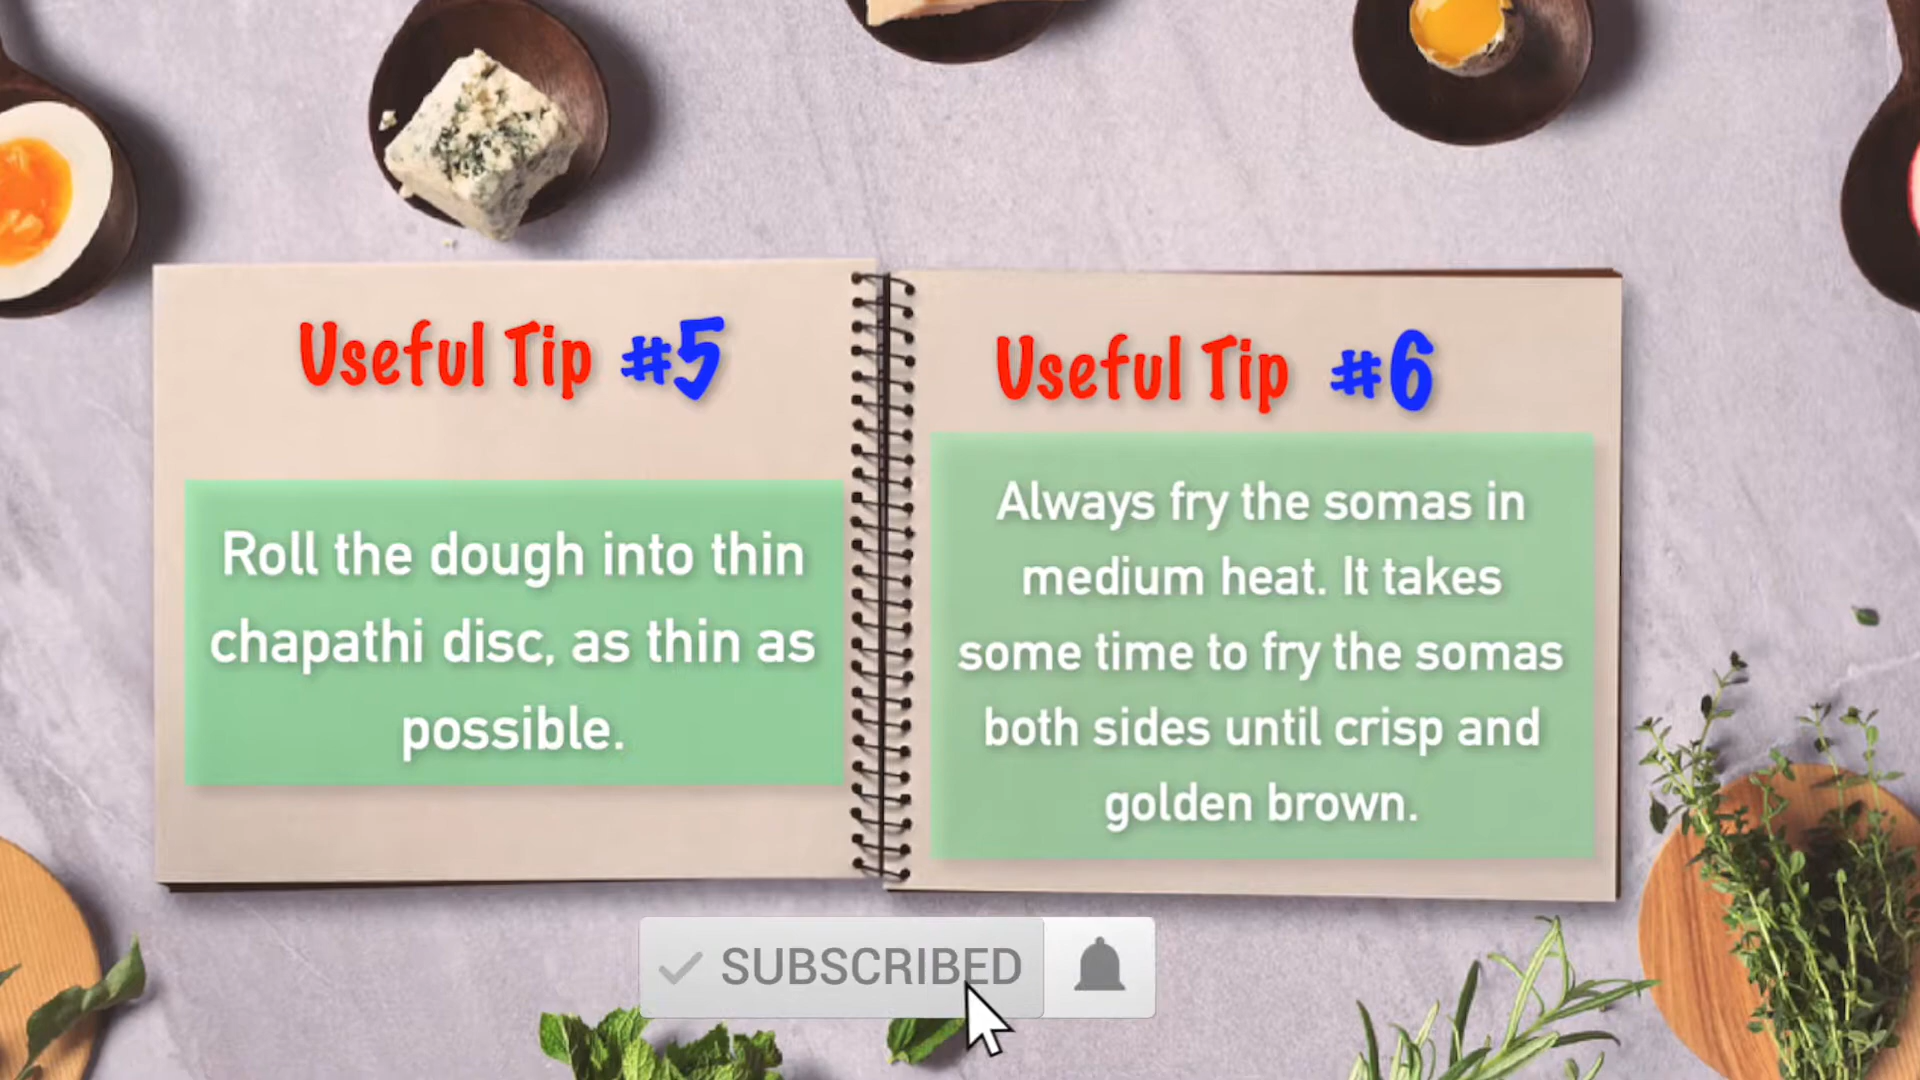 Useful Tip #5
Roll the dough into thin
chapathi disc, as thin as
possible.
Useful Tip #6
Always fry the somas in
medium heat. It takes
some time to fry the somas
both sides until crisp and
golden brown.
SUBSCRIBED